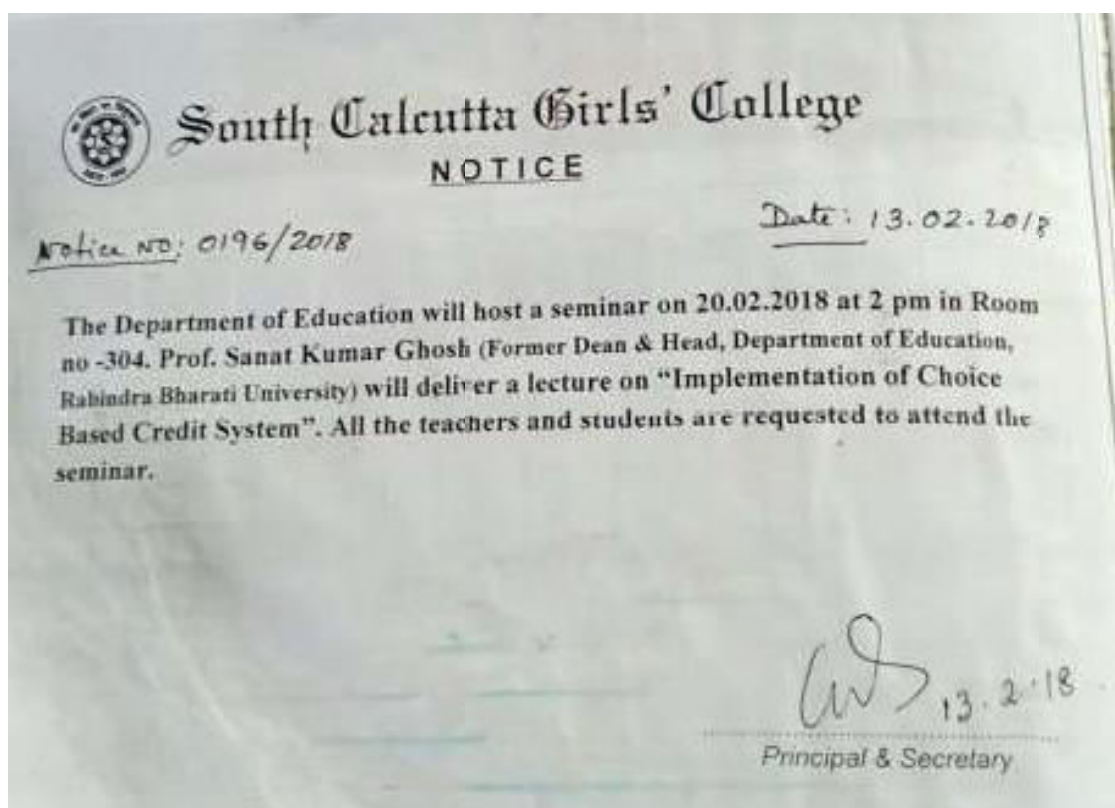 South Calcutta Girls' College
NOTICE
Date: 13.02.2018
Notice NO: 0196/2018
The Department of Education will host a seminar on 20.02.2018 at 2 pm in Room
no -304. Prof. Sanat Kumar Ghosh (Former Dean & Head, Department of Education,
Rabindra Bharati University) will deliver a lecture on “Implementation of Choice
Based Credit System”. All the teachers and students are requested to attend the
seminar.
13.2.18
Principal & Secretary